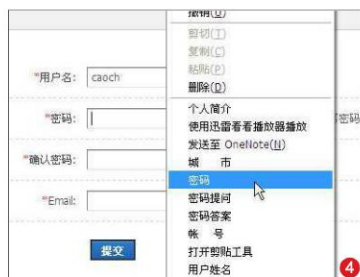 撤销(U)
剪切(T)
复制(C)
粘贴(P)
删除(D)
*用户名: caoch
个人简介
*密码:
使用迅雷看看播放器播放
密码
发送至 OneNote(N)
城 市
*确认密码:
密码
密码提问
*Email:
密码答案
帐 号
提交
打开剪贴工具
用户姓名
4